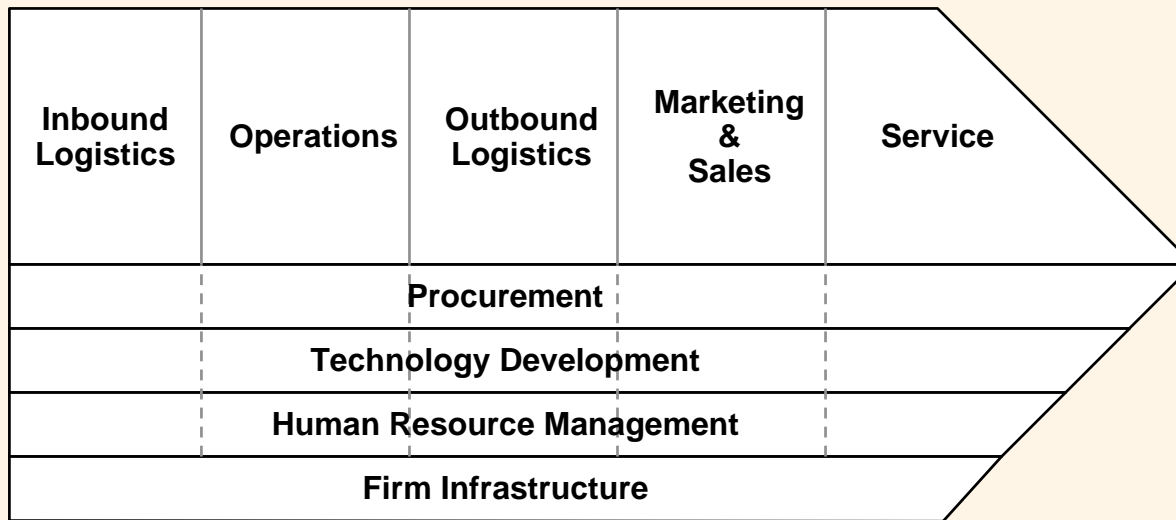 Inbound
Logistics
Operations
Outbound
Logistics
Marketing
&
Sales
Service
Procurement
Technology Development
Human Resource Management
Firm Infrastructure